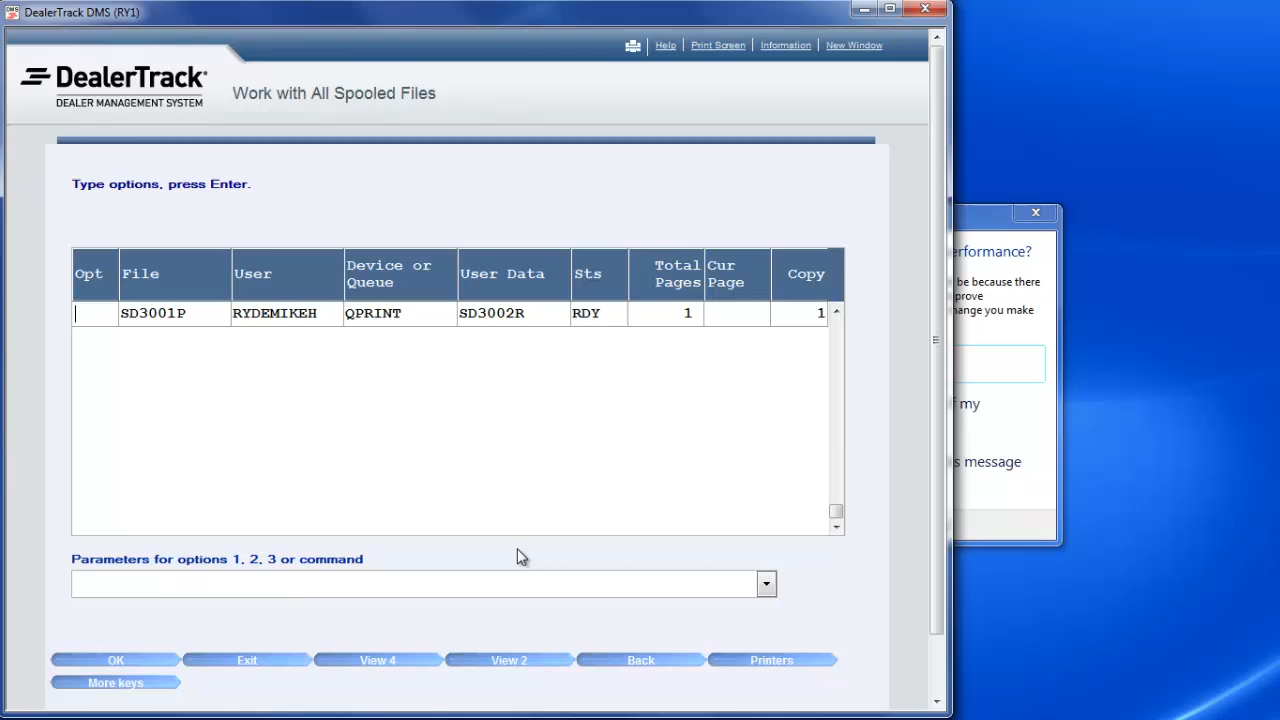 DMS DealerTrack DMS (RY1)
Help Print Screen Information New Window
DealerTrack
DEALER MANAGEMENT SYSTEM
Work with All Spooled Files
Type options, press Enter.
Opt File User Device or Queue User Data Sts Total Pages Cur Page Copy
SD3001P RYDEMIKEH QPRINT SD3002R RDY 1 1
Parameters for options 1, 2, 3 or command
OK Exit View 4 View 2 Back Printers
More keys
erformance?
be because there
prove
hange you make
f my
s message